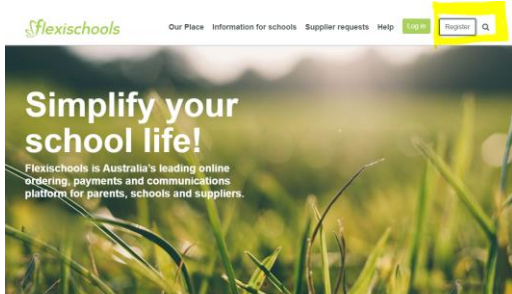 flexischools
Our Place Information for schools Supplier requests Help Log in Register
Simplify your
school life!
Flexischools is Australia's leading online
ordering, payments and communications
platform for parents, schools and suppliers.